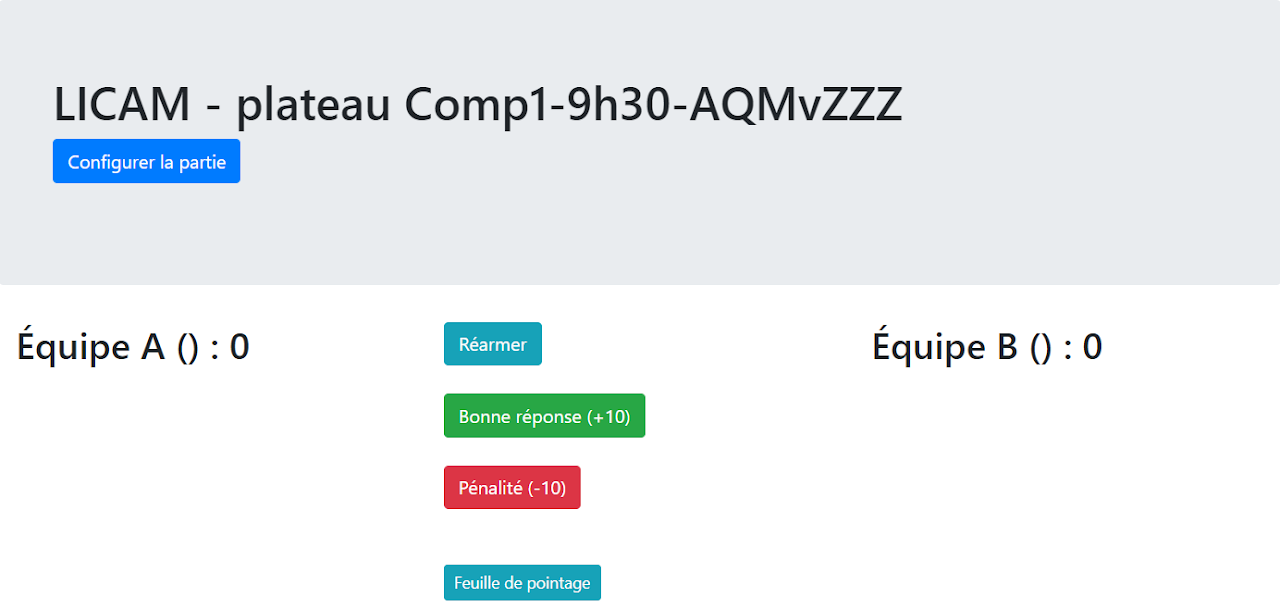 LICAM - plateau Comp1-9h30-AQMvZZZ
Configurer la partie
Équipe A () : 0
Réarmer
Bonne réponse (+10)
Pénalité (-10)
Feuille de pointage
Équipe B () : 0